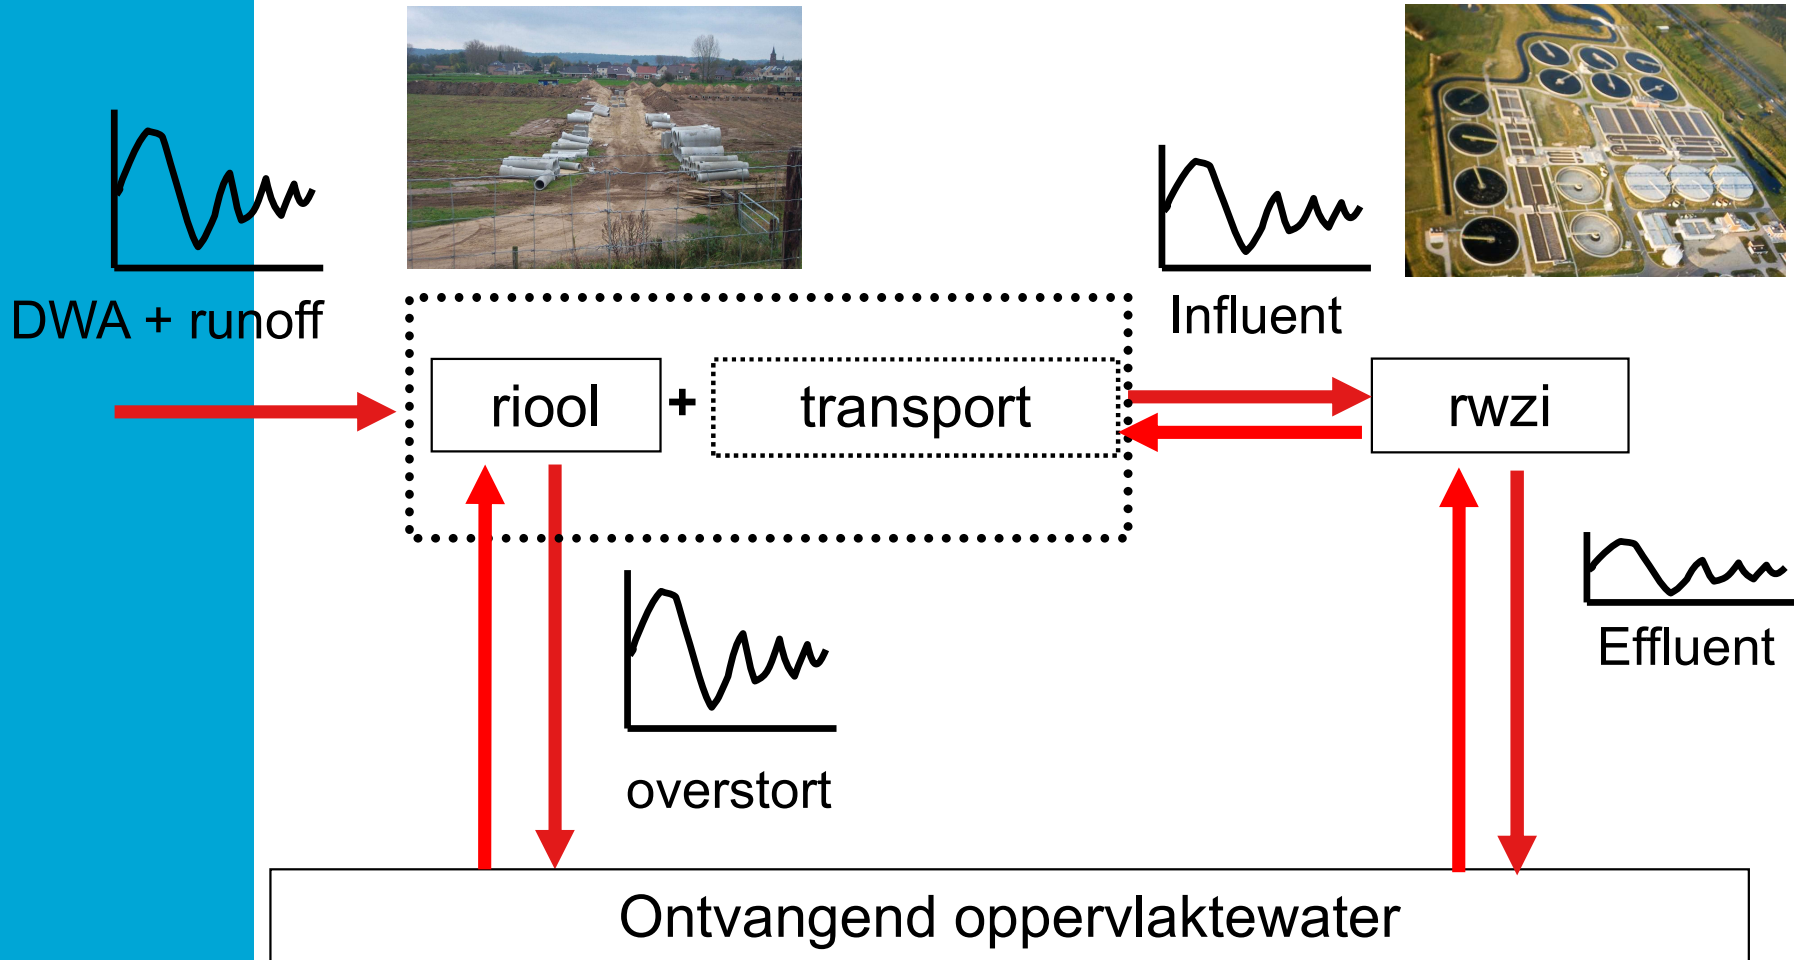 DWA + runoff
Influent
riool
+
transport
rwzi
Effluent
overstort
Ontvangend oppervlaktewater